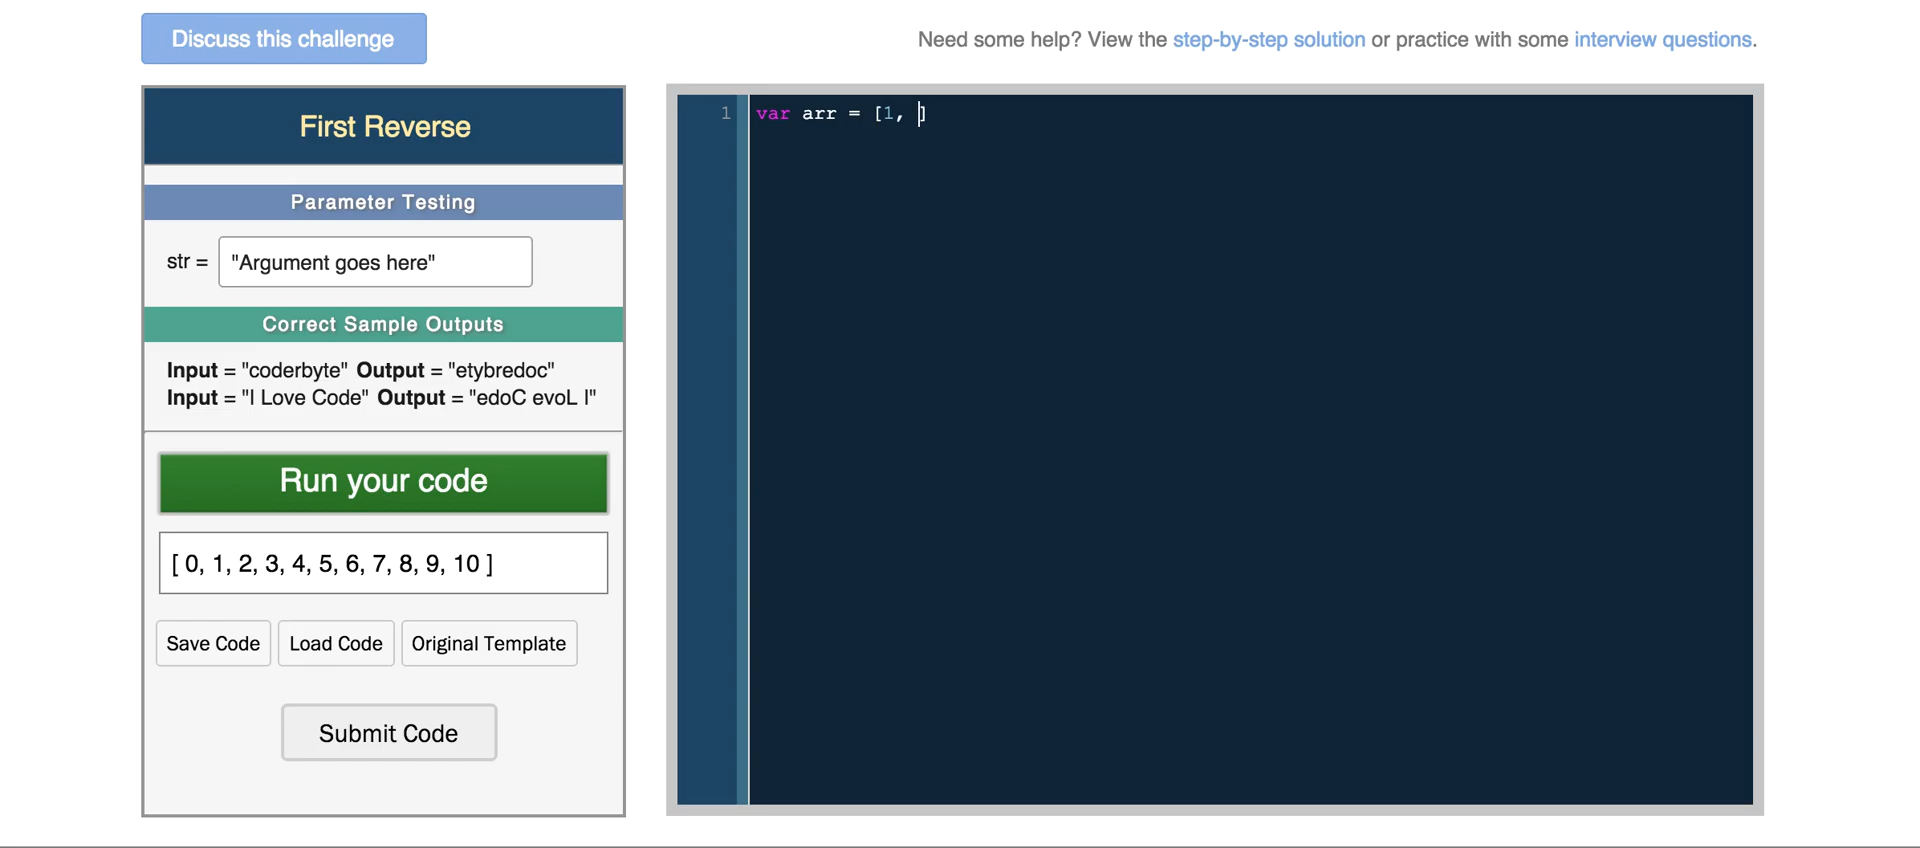 Discuss this challenge
Need some help? View the step-by-step solution or practice with some interview questions.
First Reverse
Parameter Testing
str = "Argument goes here"
Correct Sample Outputs
Input = "coderbyte" Output = "etybredoc"
Input = "I Love Code" Output = "edoC evoL I"
Run your code
[ 0, 1, 2, 3, 4, 5, 6, 7, 8, 9, 10 ]
Save Code Load Code Original Template
Submit Code
1 var arr = [1, ]